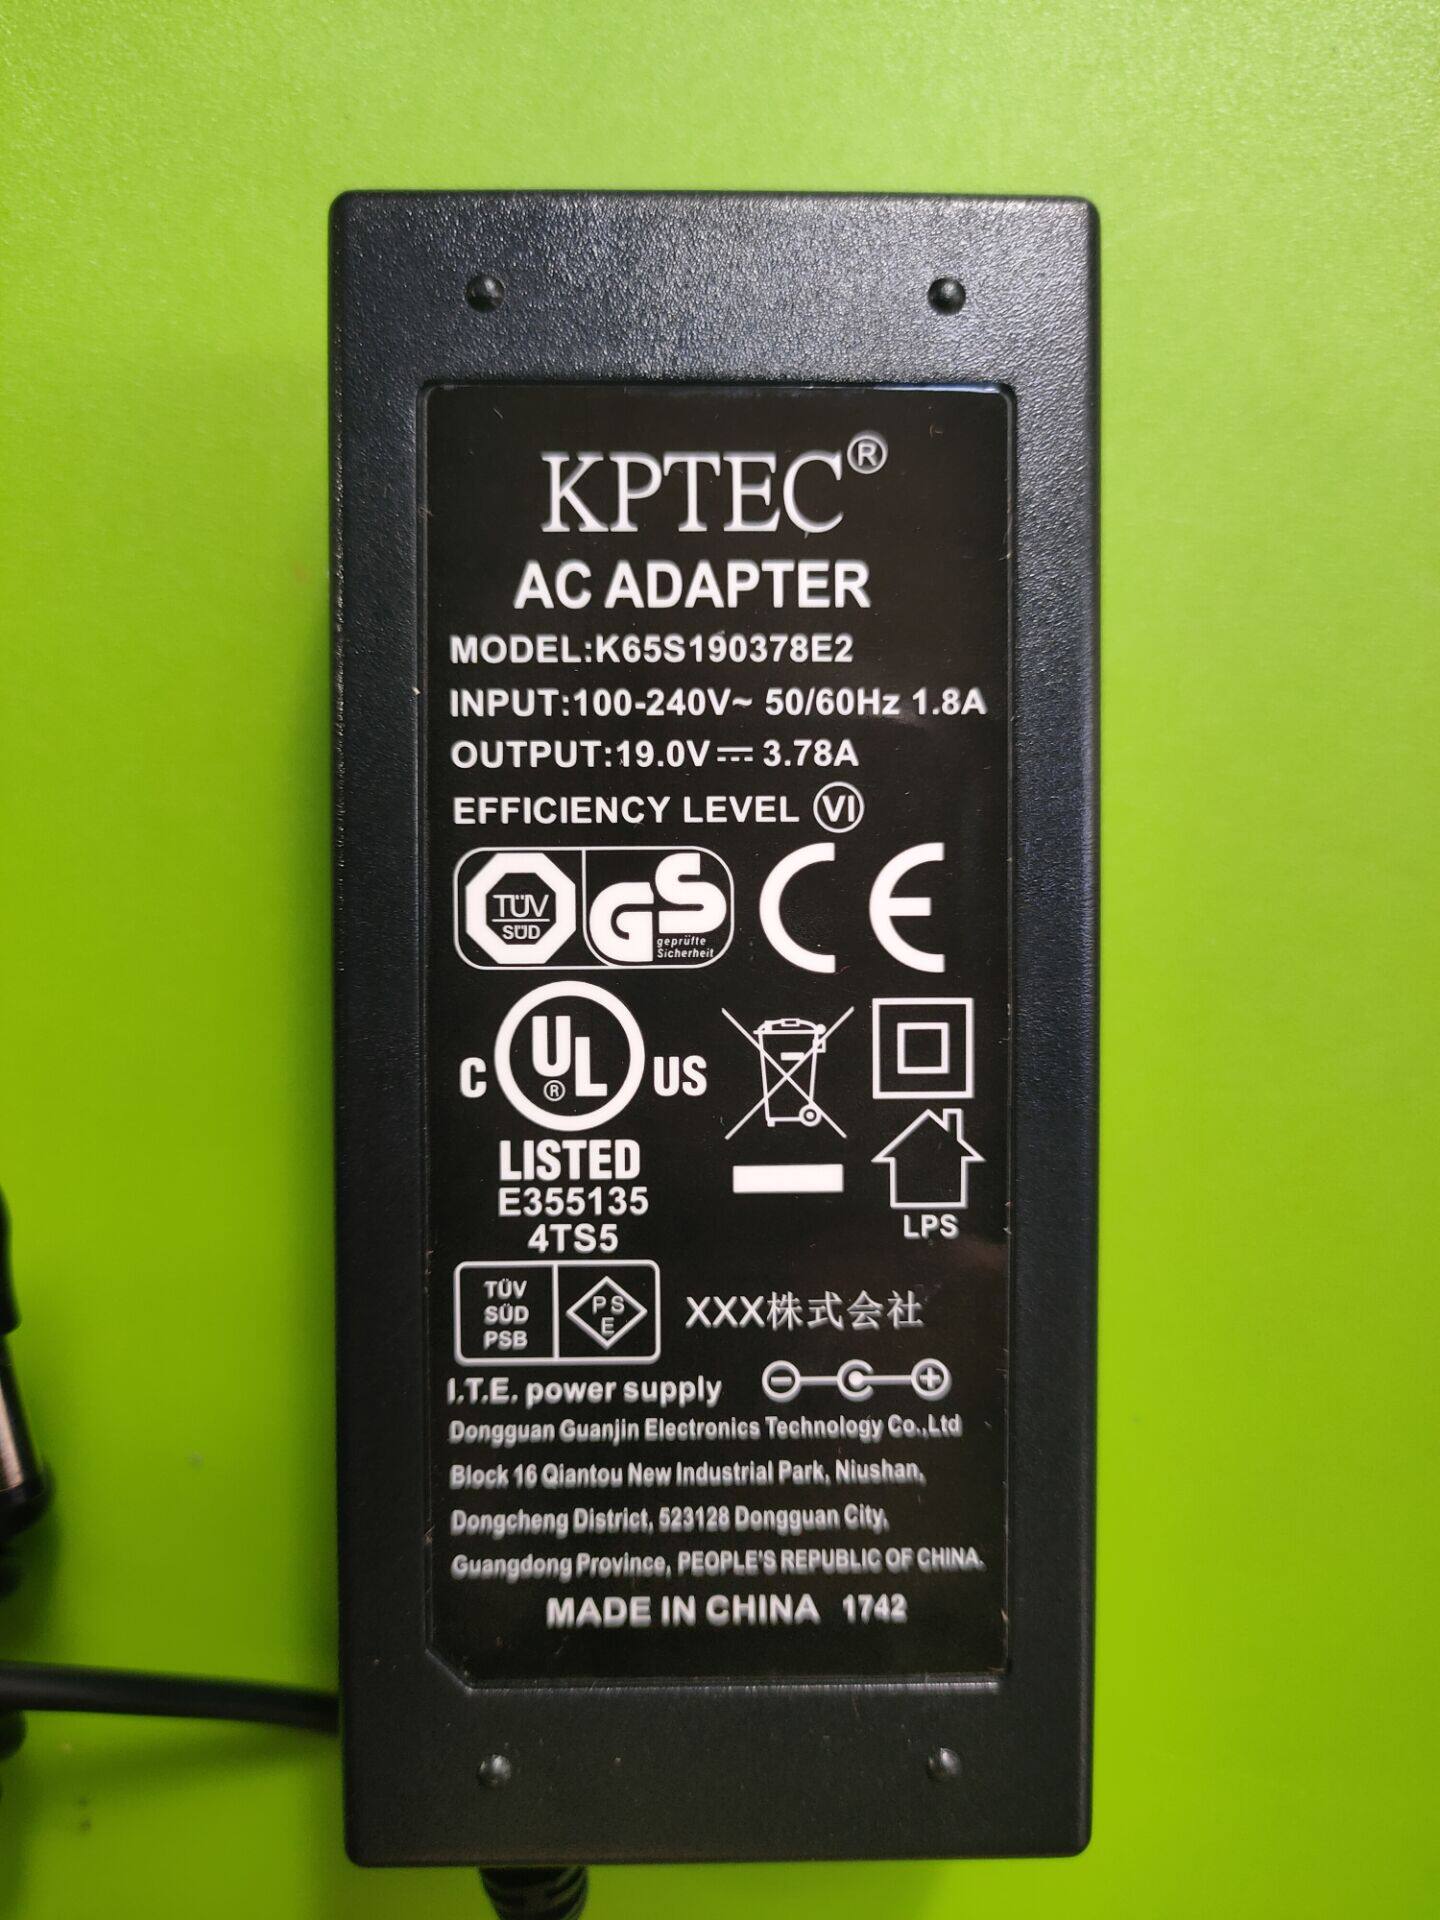 KPTEC®
AC ADAPTER
MODEL:K65S190378E2
INPUT:100-240V~ 50/60Hz 1.8A
OUTPUT:19.0V⎓3.78A
EFFICIENCY LEVEL VI
TÜV
SÜD
GS
geprüfte
Sicherheit
CE
C UL® US
LISTED
E355135
4TS5
LPS
TÜV
SÜD
PSB
PS
E
XXX株式会社
I.T.E. power supply
Dongguan Guanjin Electronics Technology Co.,Ltd
Block 16 Qiantou New Industrial Park, Niushan,
Dongcheng District, 523128 Dongguan City,
Guangdong Province, PEOPLE'S REPUBLIC OF CHINA.
MADE IN CHINA 1742